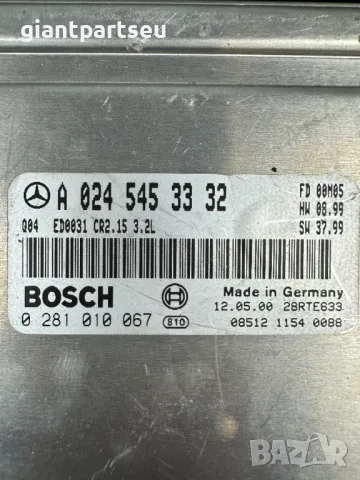 giantpartseu
A 024 545 33 32
FD 00M05
HW 08.99
Q04 ED0031 CR2.15 3.2L
SW 37.99
BOSCH
Made in Germany
12.05.00 28RTE633
0 281 010 067 810
08512 1154 0088
BAZAR
bg